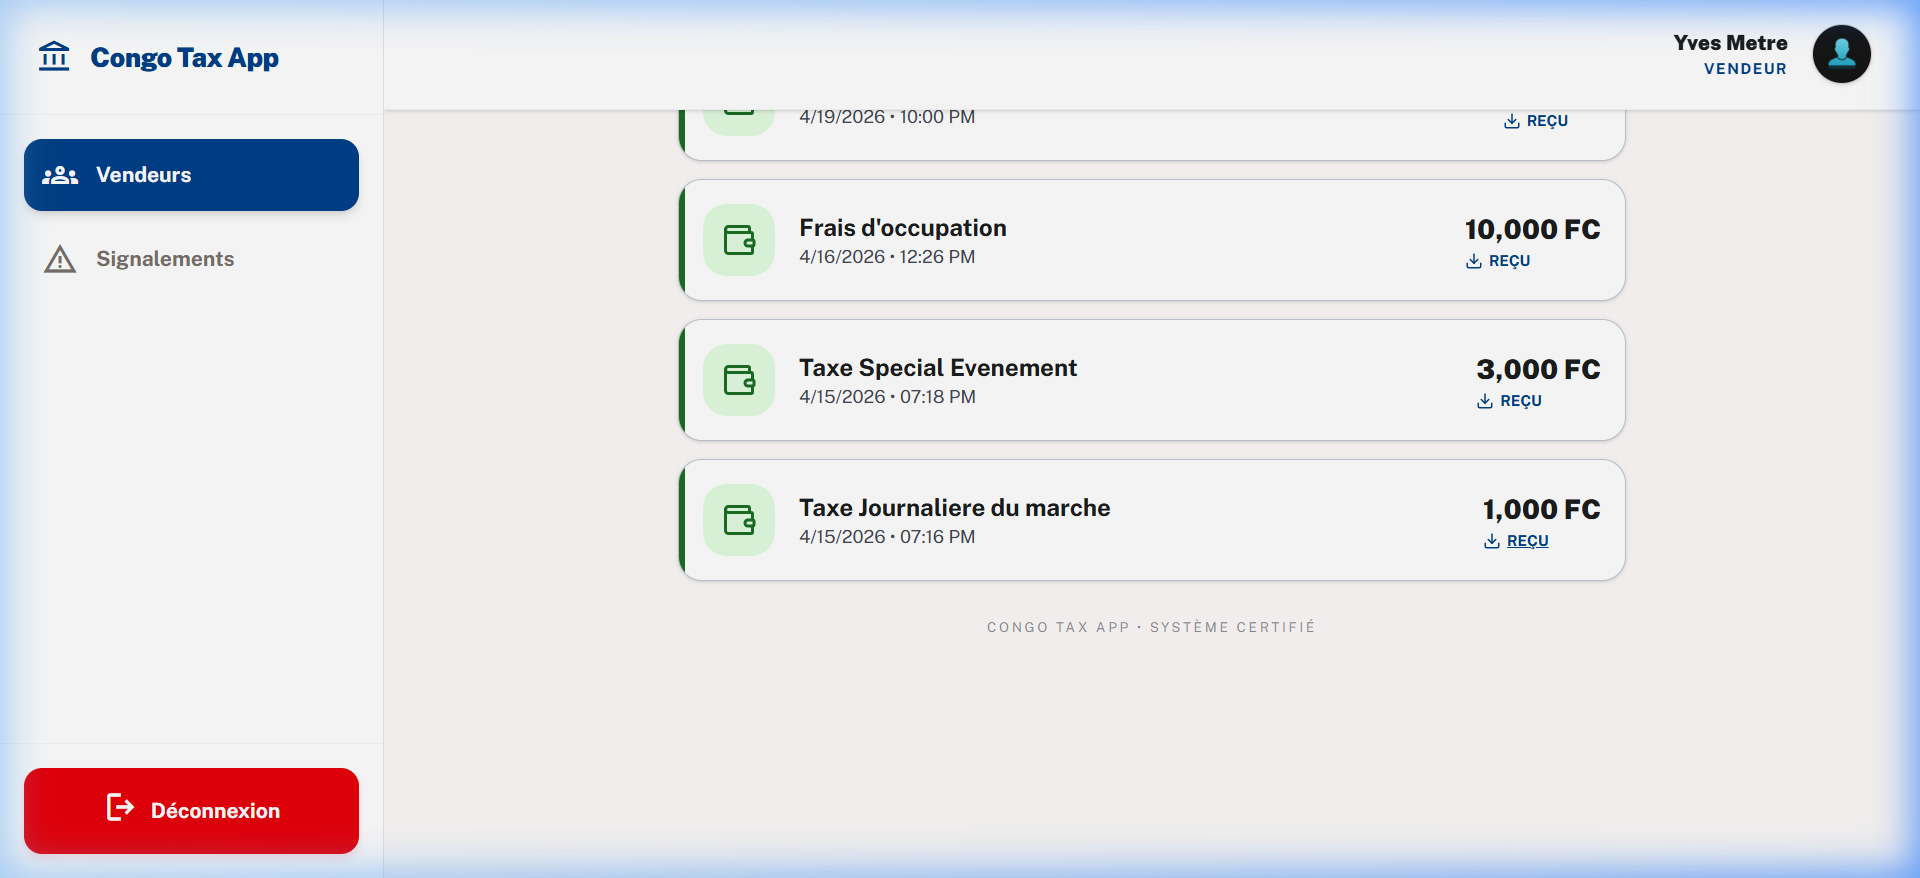 Congo Tax App
Yves Metre
VENDEUR
Vendeurs
Signalements
Déconnexion
4/19/2026 • 10:00 PM
REÇU
Frais d'occupation
10,000 FC
4/16/2026 • 12:26 PM
REÇU
Taxe Special Evenement
3,000 FC
4/15/2026 • 07:18 PM
REÇU
Taxe Journaliere du marche
1,000 FC
4/15/2026 • 07:16 PM
REÇU
CONGO TAX APP • SYSTÈME CERTIFIÉ